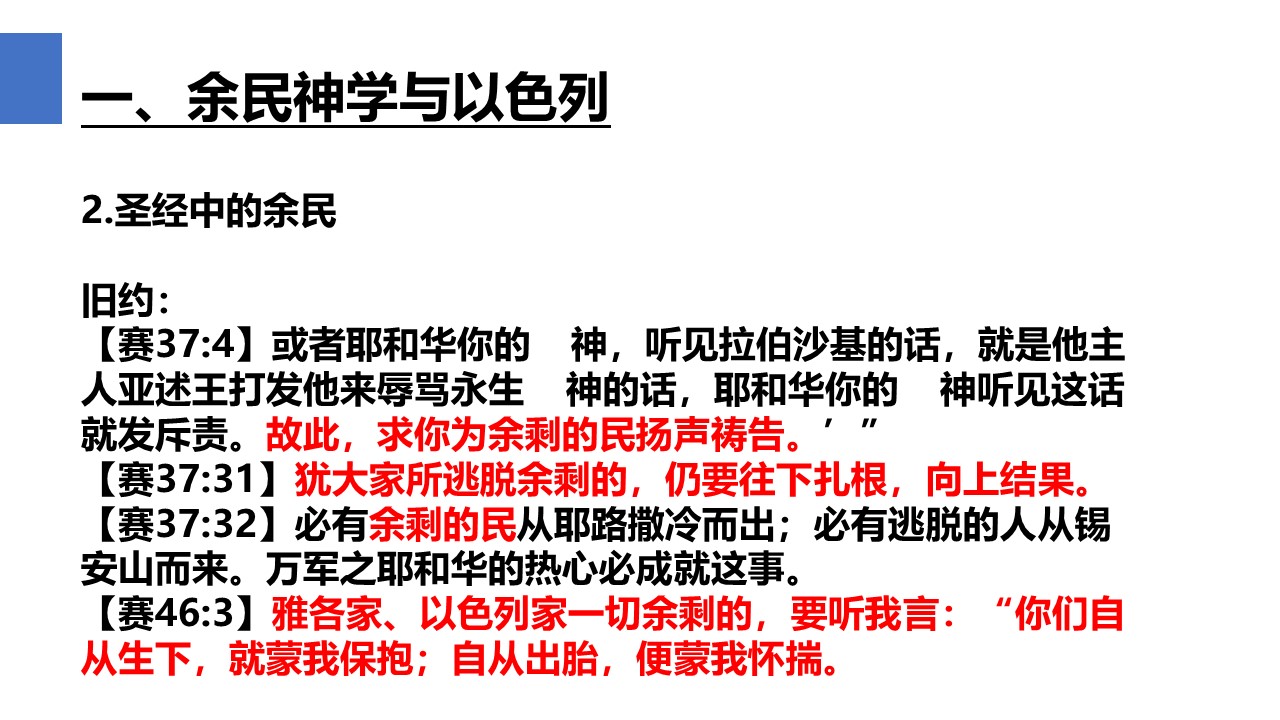 一、余民神学与以色列
2.圣经中的余民
旧约：
【赛37:4】或者耶和华你的　神，听见拉伯沙基的话，就是他主
人亚述王打发他来辱骂永生　神的话，耶和华你的　神听见这话
就发斥责。故此，求你为余剩的民扬声祷告。’”
【赛37:31】犹大家所逃脱余剩的，仍要往下扎根，向上结果。
【赛37:32】必有余剩的民从耶路撒冷而出；必有逃脱的人从锡
安山而来。万军之耶和华的热心必成就这事。
【赛46:3】雅各家、以色列家一切余剩的，要听我言：“你们自
从生下，就蒙我保抱；自从出胎，便蒙我怀揣。